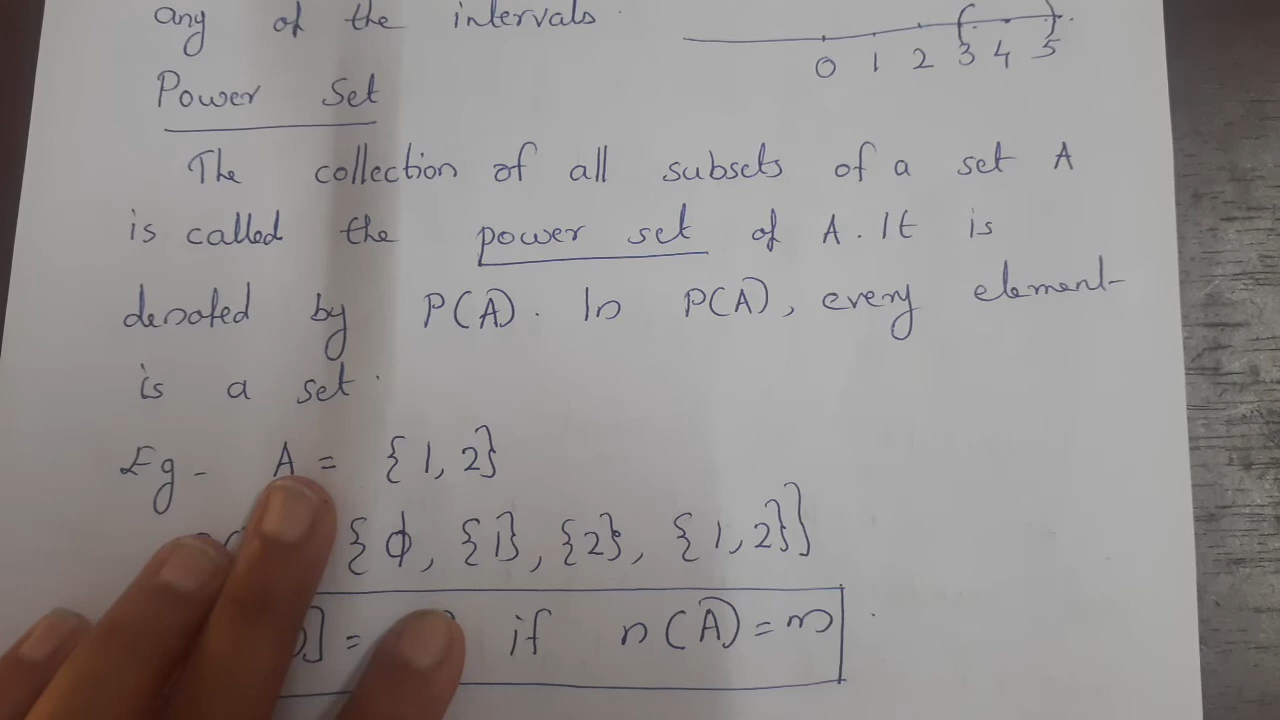 any of the intervals.
0 1 2 3 4 5
Power Set
The collection of all subsets of a set A
is called the power set of A. It is
denoted by P(A). In P(A), every element
is a set.
Eg - A = {1, 2}
{ϕ, {1}, {2}, {1, 2}}
] = if n(A) = m